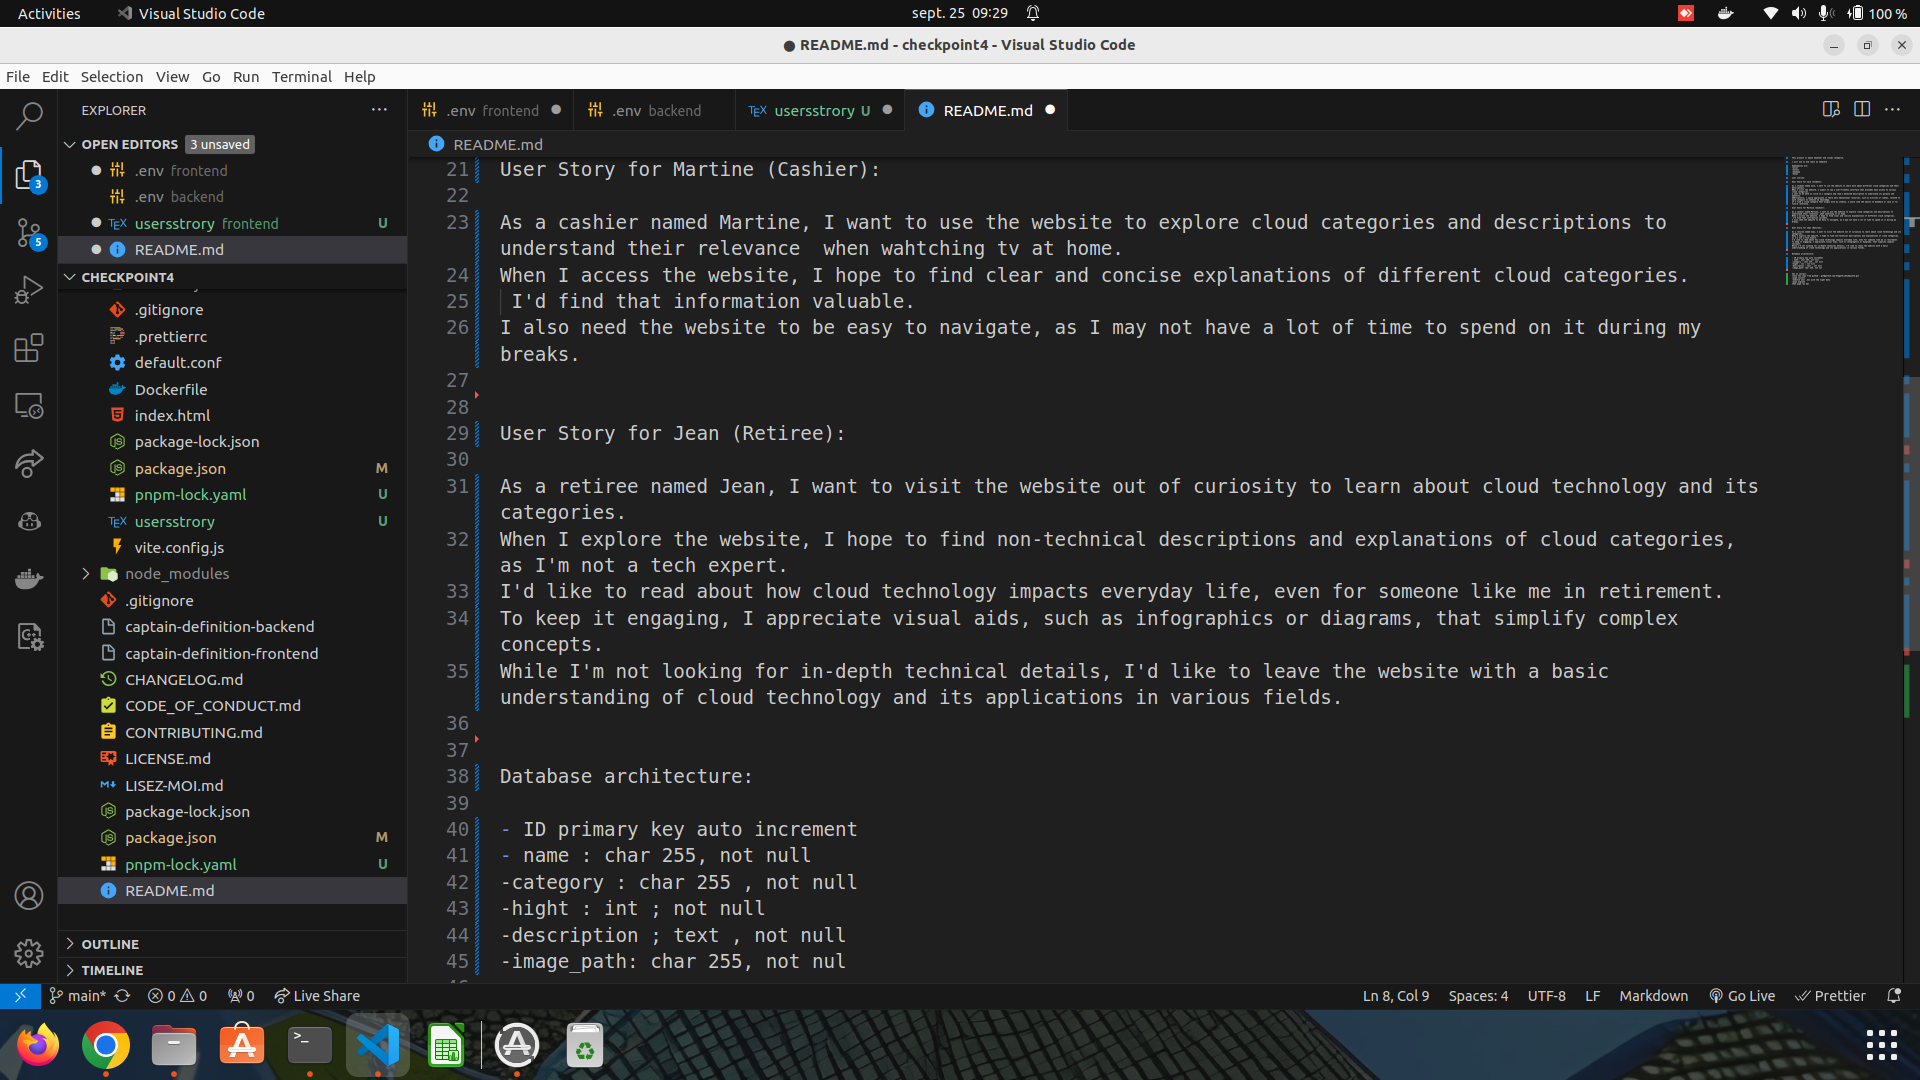 Activities Visual Studio Code sept. 25 09:29 100 %
README.md - checkpoint4 - Visual Studio Code
File Edit Selection View Go Run Terminal Help
EXPLORER
.env frontend .env backend usersstrory U README.md
OPEN EDITORS 3 unsaved
README.md
.env frontend
.env backend
usersstrory frontend U
README.md
CHECKPOINT4
.gitignore
.prettierrc
default.conf
Dockerfile
index.html
package-lock.json
package.json M
pnpm-lock.yaml U
usersstrory U
vite.config.js
node_modules
.gitignore
captain-definition-backend
captain-definition-frontend
CHANGELOG.md
CODE_OF_CONDUCT.md
CONTRIBUTING.md
LICENSE.md
LISEZ-MOI.md
package-lock.json
package.json M
pnpm-lock.yaml U
README.md
OUTLINE
TIMELINE
3
5
21 User Story for Martine (Cashier):
22
23 As a cashier named Martine, I want to use the website to explore cloud categories and descriptions to
understand their relevance  when wahtching tv at home.
24 When I access the website, I hope to find clear and concise explanations of different cloud categories.
25  I'd find that information valuable.
26 I also need the website to be easy to navigate, as I may not have a lot of time to spend on it during my
breaks.
27
28
29 User Story for Jean (Retiree):
30
31 As a retiree named Jean, I want to visit the website out of curiosity to learn about cloud technology and its
categories.
32 When I explore the website, I hope to find non-technical descriptions and explanations of cloud categories,
as I'm not a tech expert.
33 I'd like to read about how cloud technology impacts everyday life, even for someone like me in retirement.
34 To keep it engaging, I appreciate visual aids, such as infographics or diagrams, that simplify complex
concepts.
35 While I'm not looking for in-depth technical details, I'd like to leave the website with a basic
understanding of cloud technology and its applications in various fields.
36
37
38 Database architecture:
39
40 - ID primary key auto increment
41 - name : char 255, not null
42 -category : char 255 , not null
43 -hight : int ; not null
44 -description ; text , not null
45 -image_path: char 255, not nul
main* 0 0 0 Live Share Ln 8, Col 9 Spaces: 4 UTF-8 LF Markdown Go Live Prettier